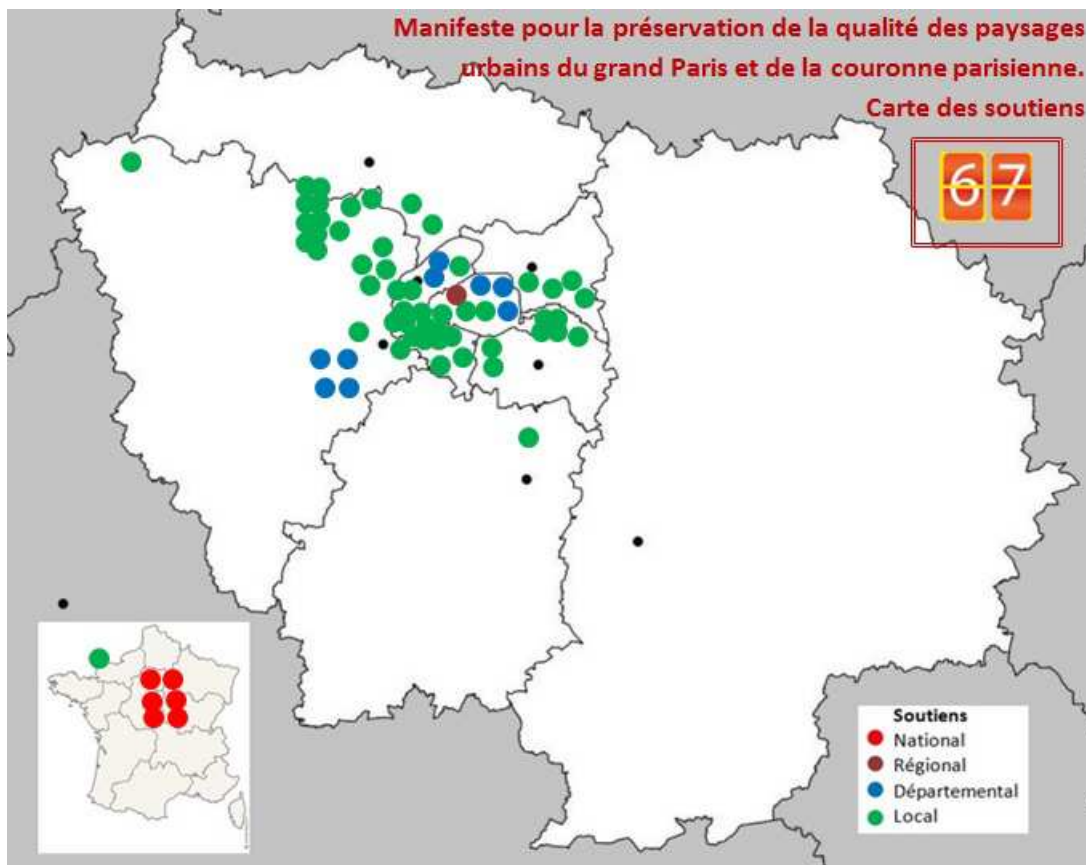 Manifeste pour la préservation de la qualité des paysages
urbains du grand Paris et de la couronne parisienne.
Carte des soutiens
67
Soutiens
National
Régional
Départemental
Local